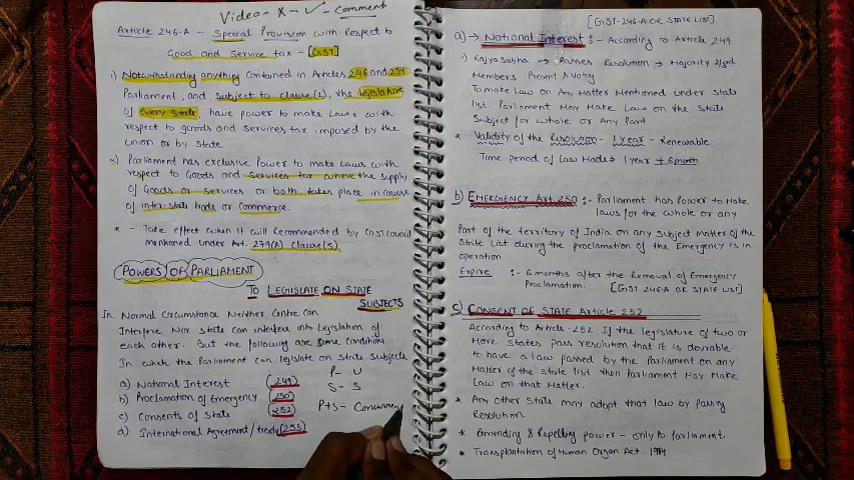 Video - X - ✓ - Comment
Article 246-A - Special Provision with Respect to
Good and Service tax - [GST]
1) Notwithstanding anything contained in Articles 246 and 254
Parliament, and, subject to clause (2), the legislature
of every state, have power to make Laws with
respect to goods and services tax imposed by the
union or by State
2) Parliament has exclusive Power to make Laws with
respect to Goods and Services tax where the supply
of Goods or Services or both takes place in course
of inter-state trade or commerce.
* - Take effect when it will Recommended by GST council
mentioned under Art. 279(A) Clause(5).
POWERS OF PARLIAMENT
TO LEGISLATE ON STATE
SUBJECTS
In Normal Circumstance Neither Centre can
Interfere Nor state can interfere into Legislation of
each other. But the following are some conditions
In which the Parliament can legislate on State subjects
P- U
S- S
P+S- Concurren
a) National Interest (249)
b) Proclamation of Emergency (250)
c) Consents of State (252)
d) International Agreement/treaty (253)
[GST-246-A OR STATE LIST]
a) → National Interest :- According to Article 249
i) Rajya Sabha → Passes Resolution → Majority 2/3rd
Members Present & Voting
To make Law on Any Matter Mentioned under state
list. Parliament May Make Law on the State
Subject for whole or Any Part
* Validity of the Resolution - 1 year - Renewable
Time period of Law Made → 1 year + 6 month
b) EMERGENCY Art 250 :- Parliament has Power to Make
laws for the whole or any
Part of the territory of India on any subject Matter of the
State List during the proclamation of the Emergency is in
operation.
Expire :- 6 months after the Removal of Emergency
Proclamation. [GST 246-A OR STATE LIST]
c) CONSENT OF STATE Article 252
According to Article-252 If the legislature of two or
More states pass resolution that it is desirable
to have a law passed by the Parliament on any
Matter of the state list then Parliament May Make
Law on that Matter.
* Any other State may adopt that law by passing
Resolution.
* Amending & Repelling power - only to Parliament.
* Transplantation of Human Organ Act - 1994